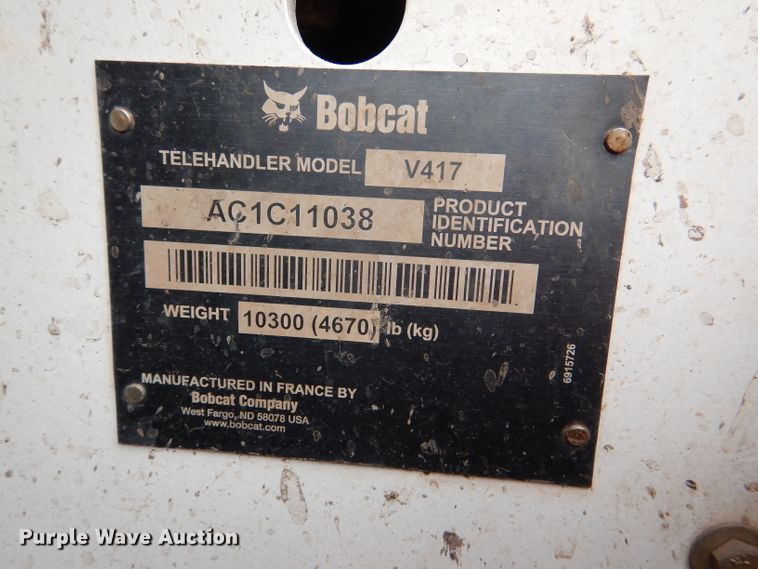 Bobcat
TELEHANDLER MODEL V417
AC1C11038 PRODUCT IDENTIFICATION NUMBER
WEIGHT 10300 (4670) lb (kg)
6915726
MANUFACTURED IN FRANCE BY
Bobcat Company
West Fargo, ND 58078 USA
www.bobcat.com
Purple Wave Auction